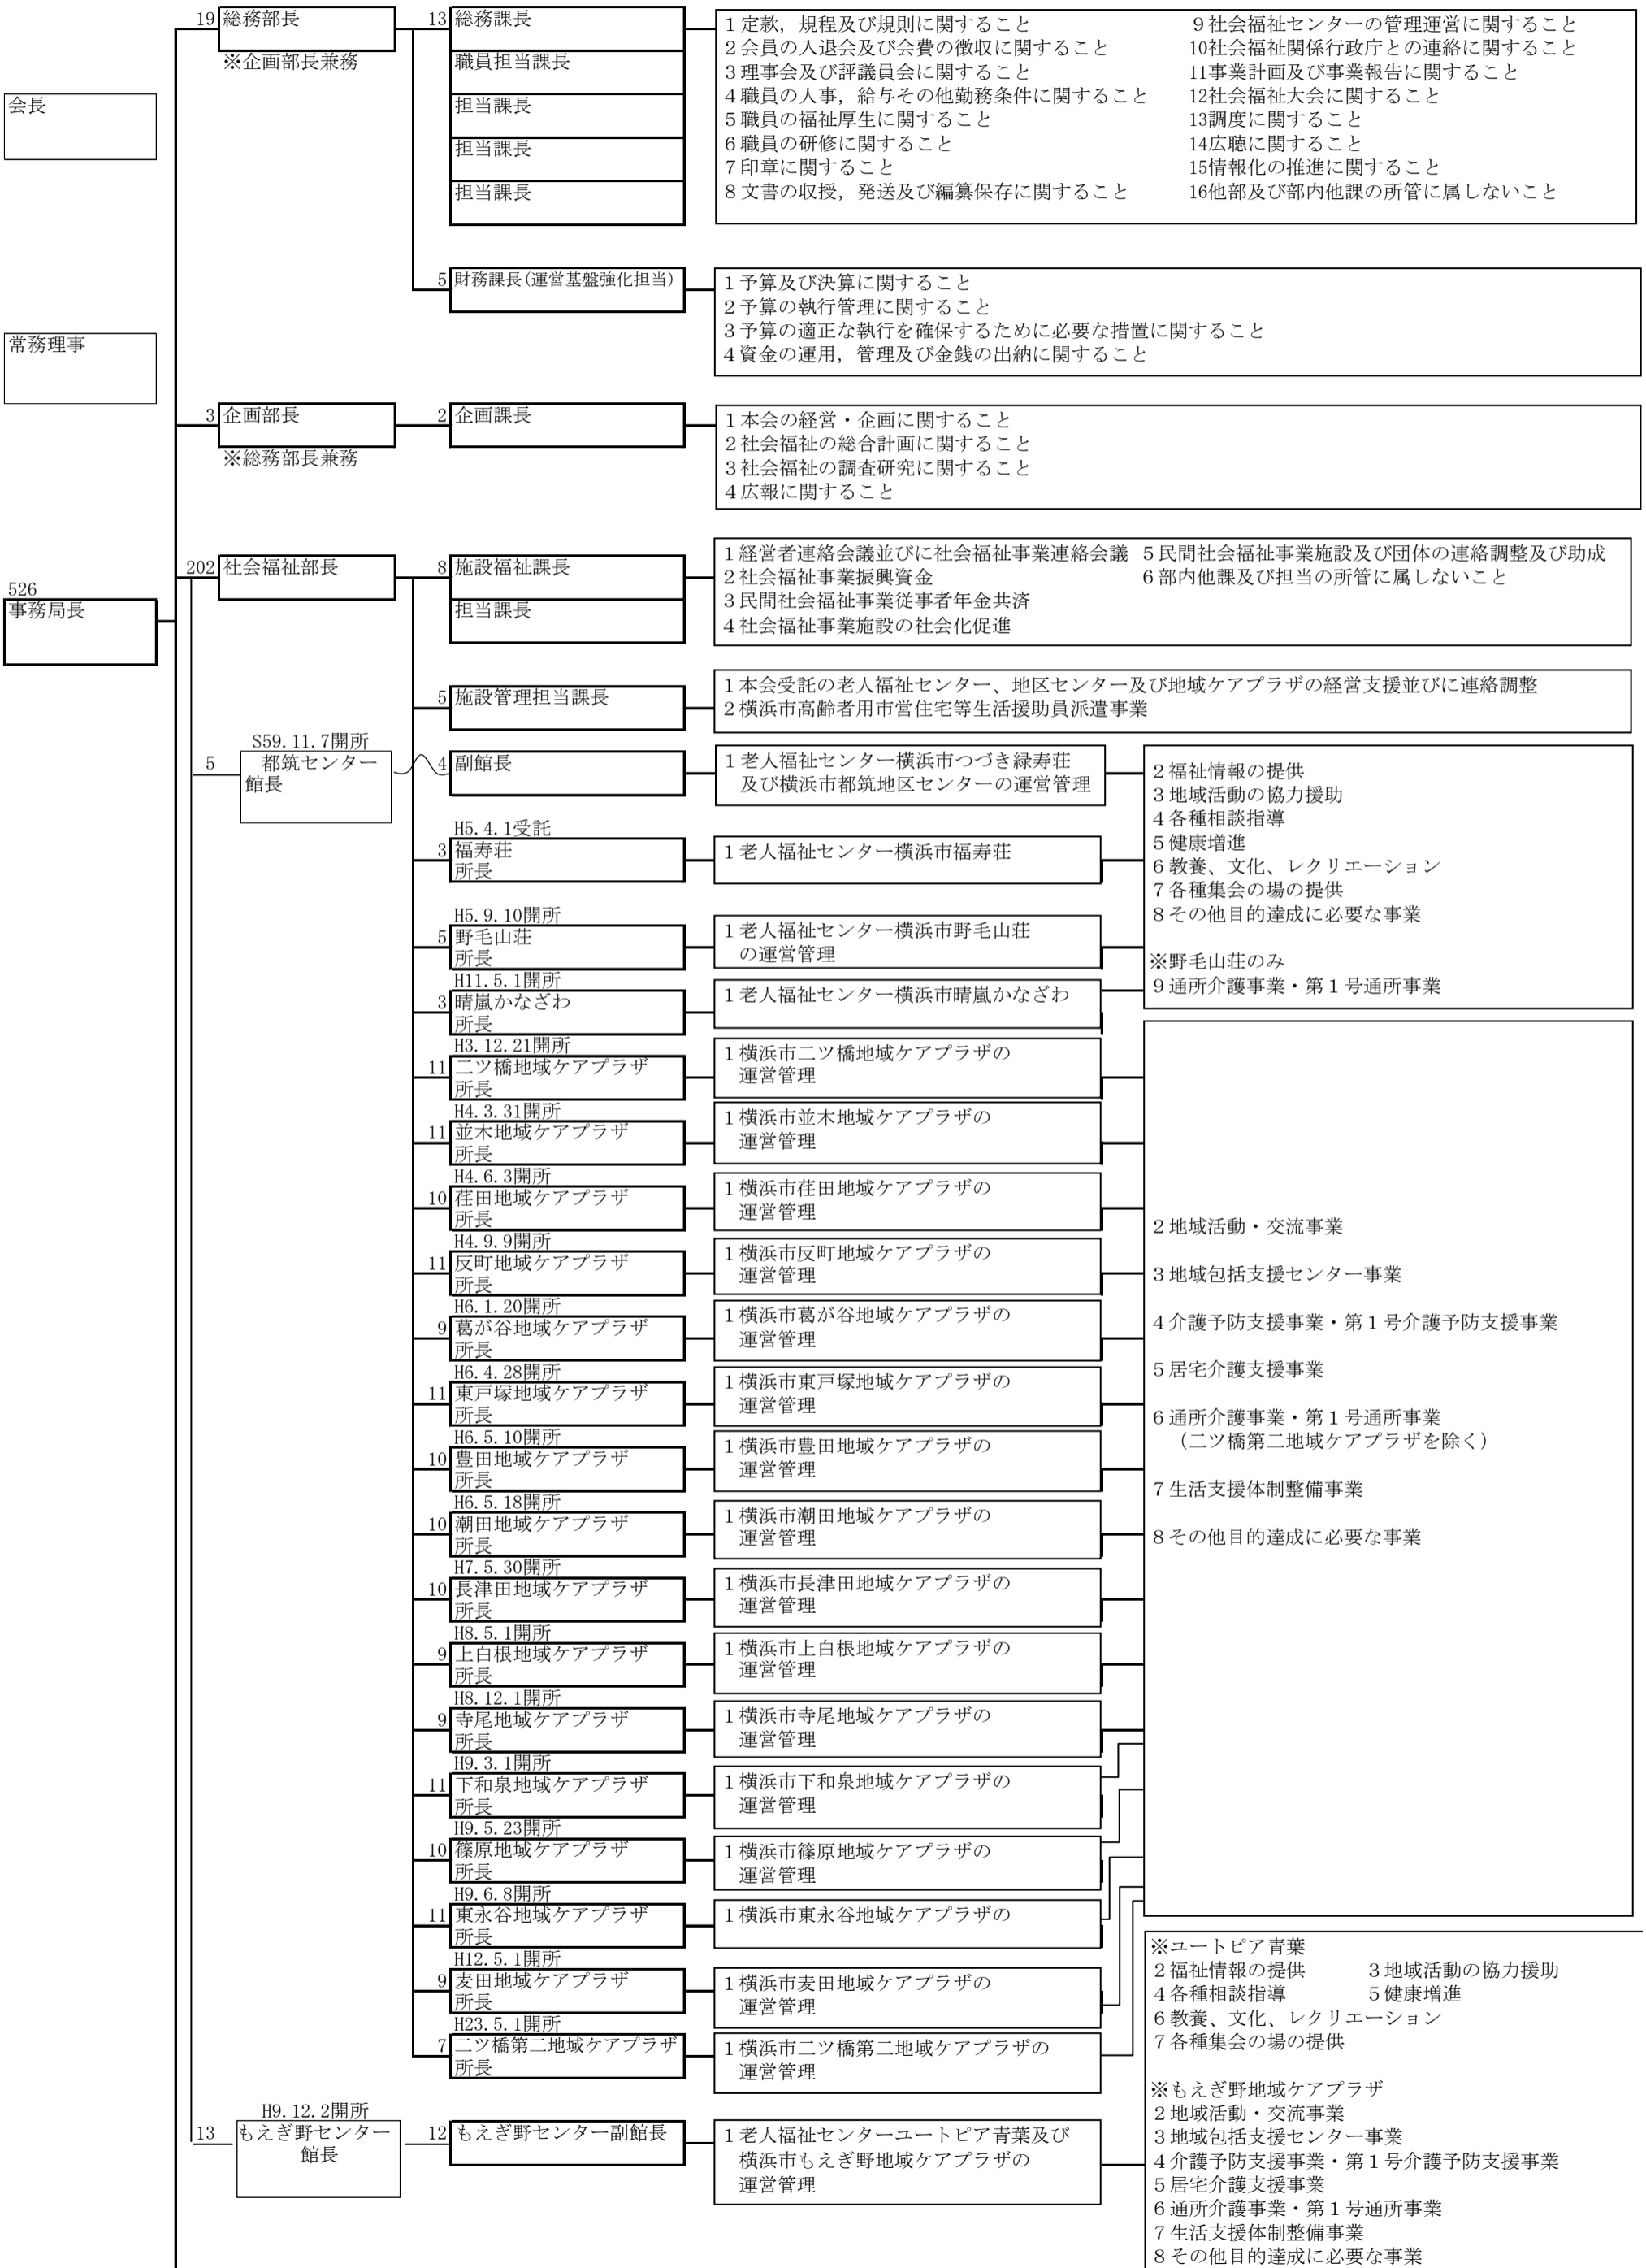 会長
常務理事
526
事務局長
19 総務部長
※企画部長兼務
13 総務課長
職員担当課長
担当課長
担当課長
担当課長
1定款，規程及び規則に関すること
2会員の入退会及び会費の徴収に関すること
3理事会及び評議員会に関すること
4職員の人事，給与その他勤務条件に関すること
5職員の福祉厚生に関すること
6職員の研修に関すること
7印章に関すること
8文書の収授，発送及び編纂保存に関すること
9社会福祉センターの管理運営に関すること
10社会福祉関係行政庁との連絡に関すること
11事業計画及び事業報告に関すること
12社会福祉大会に関すること
13調度に関すること
14広聴に関すること
15情報化の推進に関すること
16他部及び部内他課の所管に属しないこと
5 財務課長(運営基盤強化担当)
1予算及び決算に関すること
2予算の執行管理に関すること
3予算の適正な執行を確保するために必要な措置に関すること
4資金の運用，管理及び金銭の出納に関すること
3 企画部長
※総務部長兼務
2 企画課長
1本会の経営・企画に関すること
2社会福祉の総合計画に関すること
3社会福祉の調査研究に関すること
4広報に関すること
202 社会福祉部長
8 施設福祉課長
担当課長
1経営者連絡会議並びに社会福祉事業連絡会議
2社会福祉事業振興資金
3民間社会福祉事業従事者年金共済
4社会福祉事業施設の社会化促進
5民間社会福祉事業施設及び団体の連絡調整及び助成
6部内他課及び担当の所管に属しないこと
5 施設管理担当課長
1本会受託の老人福祉センター、地区センター及び地域ケアプラザの経営支援並びに連絡調整
2横浜市高齢者用市営住宅等生活援助員派遣事業
S59.11.7開所
5 都筑センター
館長
4 副館長
1老人福祉センター横浜市つづき緑寿荘
及び横浜市都筑地区センターの運営管理
H5.4.1受託
3 福寿荘
所長
1老人福祉センター横浜市福寿荘
H5.9.10開所
5 野毛山荘
所長
1老人福祉センター横浜市野毛山荘
の運営管理
H11.5.1開所
3 晴嵐かなざわ
所長
1老人福祉センター横浜市晴嵐かなざわ
2福祉情報の提供
3地域活動の協力援助
4各種相談指導
5健康増進
6教養、文化、レクリエーション
7各種集会の場の提供
8その他目的達成に必要な事業
※野毛山荘のみ
9通所介護事業・第１号通所事業
H3.12.21開所
11 二ツ橋地域ケアプラザ
所長
1横浜市二ツ橋地域ケアプラザの
運営管理
H4.3.31開所
11 並木地域ケアプラザ
所長
1横浜市並木地域ケアプラザの
運営管理
H4.6.3開所
10 荏田地域ケアプラザ
所長
1横浜市荏田地域ケアプラザの
運営管理
H4.9.9開所
11 反町地域ケアプラザ
所長
1横浜市反町地域ケアプラザの
運営管理
H6.1.20開所
9 葛が谷地域ケアプラザ
所長
1横浜市葛が谷地域ケアプラザの
運営管理
H6.4.28開所
11 東戸塚地域ケアプラザ
所長
1横浜市東戸塚地域ケアプラザの
運営管理
H6.5.10開所
10 豊田地域ケアプラザ
所長
1横浜市豊田地域ケアプラザの
運営管理
H6.5.18開所
10 潮田地域ケアプラザ
所長
1横浜市潮田地域ケアプラザの
運営管理
H7.5.30開所
10 長津田地域ケアプラザ
所長
1横浜市長津田地域ケアプラザの
運営管理
H8.5.1開所
9 上白根地域ケアプラザ
所長
1横浜市上白根地域ケアプラザの
運営管理
H8.12.1開所
9 寺尾地域ケアプラザ
所長
1横浜市寺尾地域ケアプラザの
運営管理
H9.3.1開所
11 下和泉地域ケアプラザ
所長
1横浜市下和泉地域ケアプラザの
運営管理
H9.5.23開所
10 篠原地域ケアプラザ
所長
1横浜市篠原地域ケアプラザの
運営管理
H9.6.8開所
11 東永谷地域ケアプラザ
所長
1横浜市東永谷地域ケアプラザの
H12.5.1開所
9 麦田地域ケアプラザ
所長
1横浜市麦田地域ケアプラザの
運営管理
H23.5.1開所
7 二ツ橋第二地域ケアプラザ
所長
1横浜市二ツ橋第二地域ケアプラザの
運営管理
2地域活動・交流事業
3地域包括支援センター事業
4介護予防支援事業・第１号介護予防支援事業
5居宅介護支援事業
6通所介護事業・第１号通所事業
（二ツ橋第二地域ケアプラザを除く）
7生活支援体制整備事業
8その他目的達成に必要な事業
H9.12.2開所
13 もえぎ野センター
館長
12 もえぎ野センター副館長
1老人福祉センターユートピア青葉及び
横浜市もえぎ野地域ケアプラザの
運営管理
※ユートピア青葉
2福祉情報の提供 3地域活動の協力援助
4各種相談指導 5健康増進
6教養、文化、レクリエーション
7各種集会の場の提供
※もえぎ野地域ケアプラザ
2地域活動・交流事業
3地域包括支援センター事業
4介護予防支援事業・第１号介護予防支援事業
5居宅介護支援事業
6通所介護事業・第１号通所事業
7生活支援体制整備事業
8その他目的達成に必要な事業